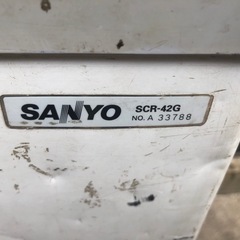 SANYO SCR-42G
NO. A 33788